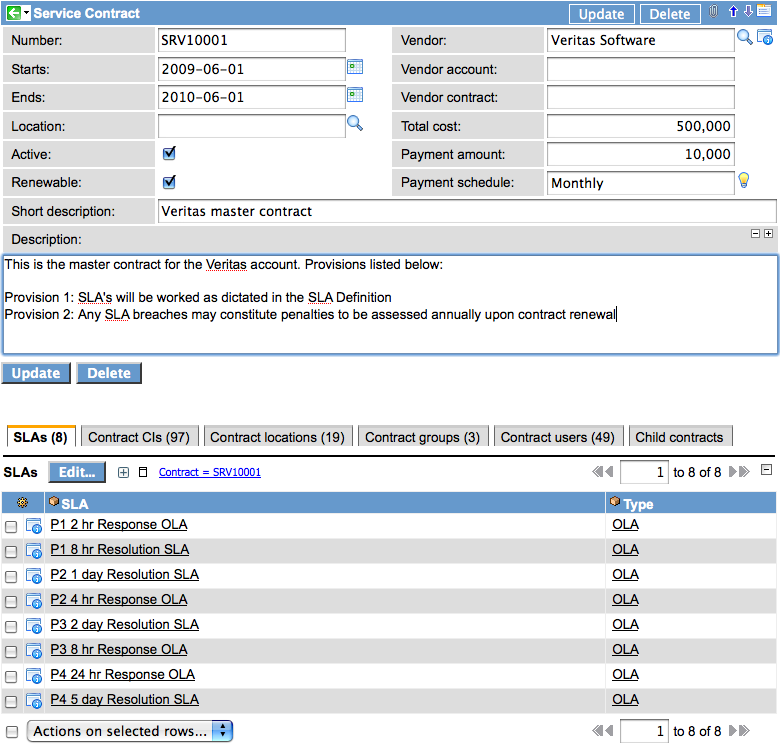 Service Contract Update Delete
Number: SRV10001 Vendor: Veritas Software
Starts: 2009-06-01 Vendor account:
Ends: 2010-06-01 Vendor contract:
Location: Total cost: 500,000
Active: Payment amount: 10,000
Renewable: Payment schedule: Monthly
Short description: Veritas master contract
Description:
This is the master contract for the Veritas account. Provisions listed below:
Provision 1: SLA's will be worked as dictated in the SLA Definition
Provision 2: Any SLA breaches may constitute penalties to be assessed annually upon contract renewal
Update Delete
SLAs (8) Contract CIs (97) Contract locations (19) Contract groups (3) Contract users (49) Child contracts
SLAs Edit... Contract = SRV10001 1 to 8 of 8
SLA Type
P1 2 hr Response OLA OLA
P1 8 hr Resolution SLA OLA
P2 1 day Resolution SLA OLA
P2 4 hr Response OLA OLA
P3 2 day Resolution SLA OLA
P3 8 hr Response OLA OLA
P4 24 hr Response OLA OLA
P4 5 day Resolution SLA OLA
Actions on selected rows... 1 to 8 of 8